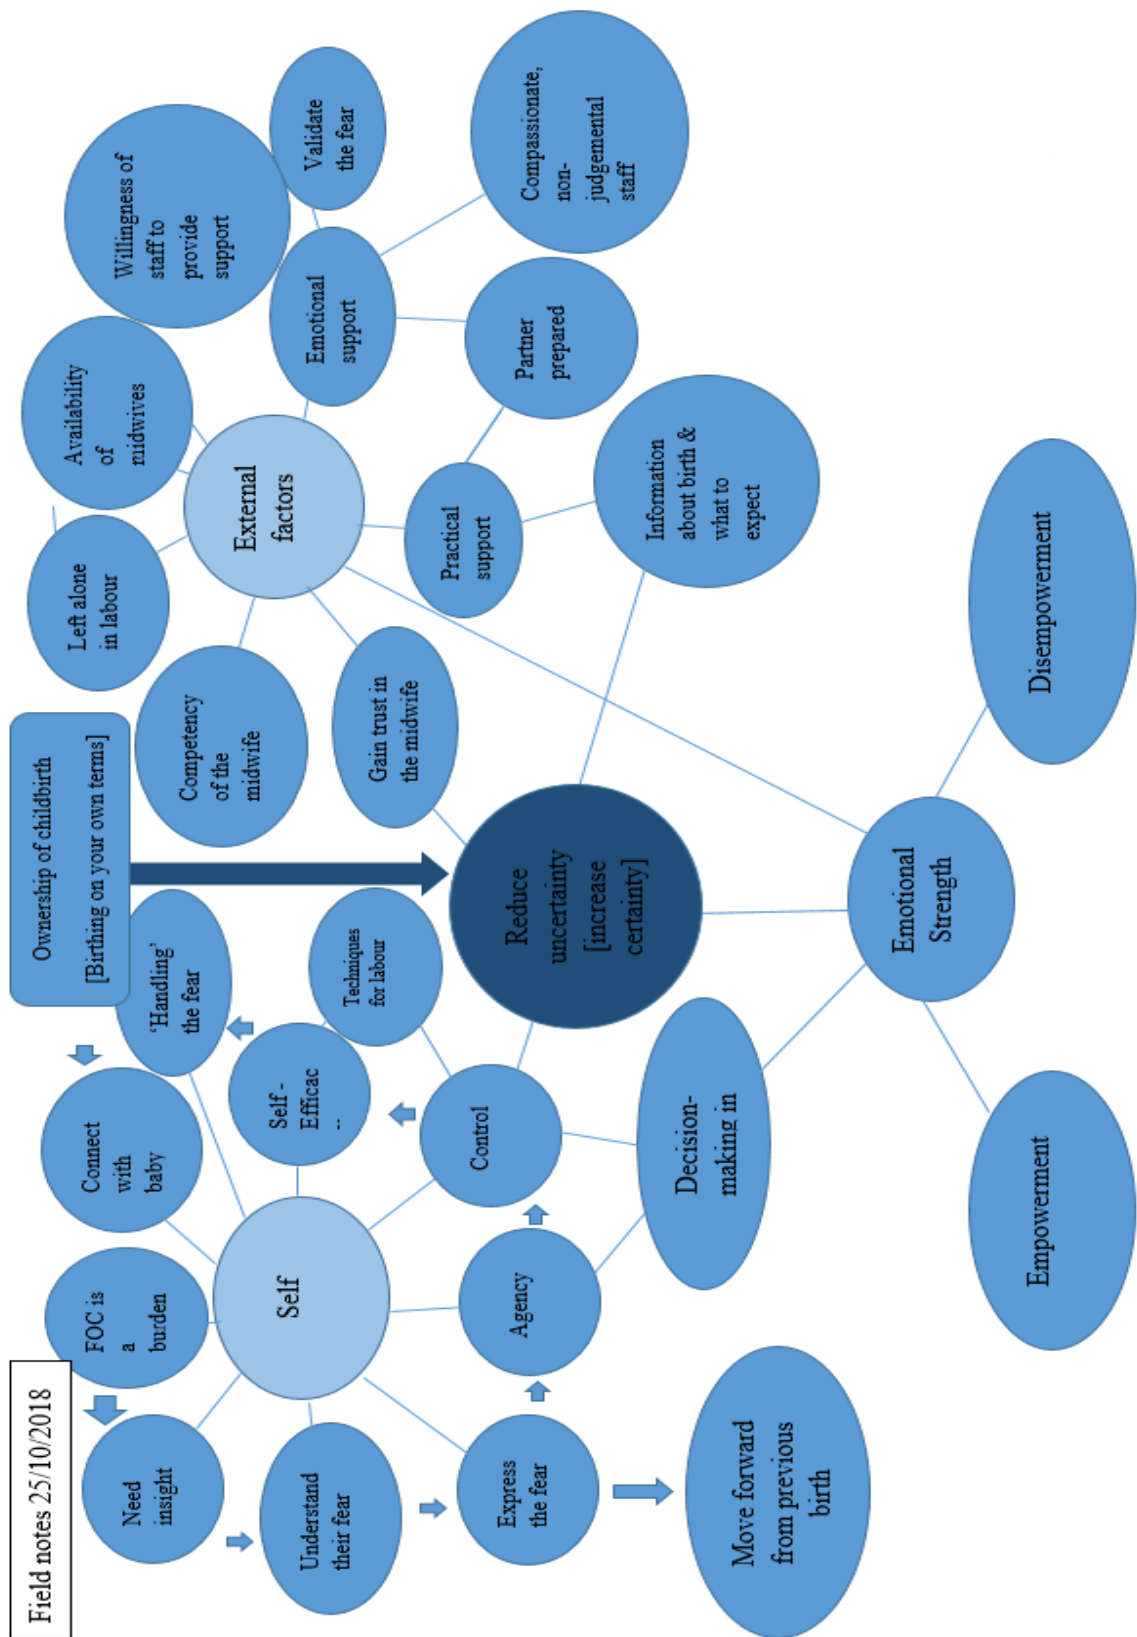 Field notes 25/10/2018
Ownership of childbirth
[Birthing on your own terms]
FOC is
a
burden
Connect
with
baby
‘Handling’
the fear
Need
insight
Understand
their fear
Express
the fear
Move forward
from previous
birth
Self
Self -
Efficac
Techniques
for labour
Agency
Control
Decision-
making in
Reduce
uncertainty
[increase
certainty]
Left alone
in labour
Availability
of
midwives
Willingness of
staff to
provide
support
Validate
the fear
Competency
of the
midwife
External
factors
Emotional
support
Gain trust in
the midwife
Practical
support
Partner
prepared
Compassionate,
non-
judgemental
staff
Information
about birth &
what to
expect
Emotional
Strength
Empowerment
Disempowerment